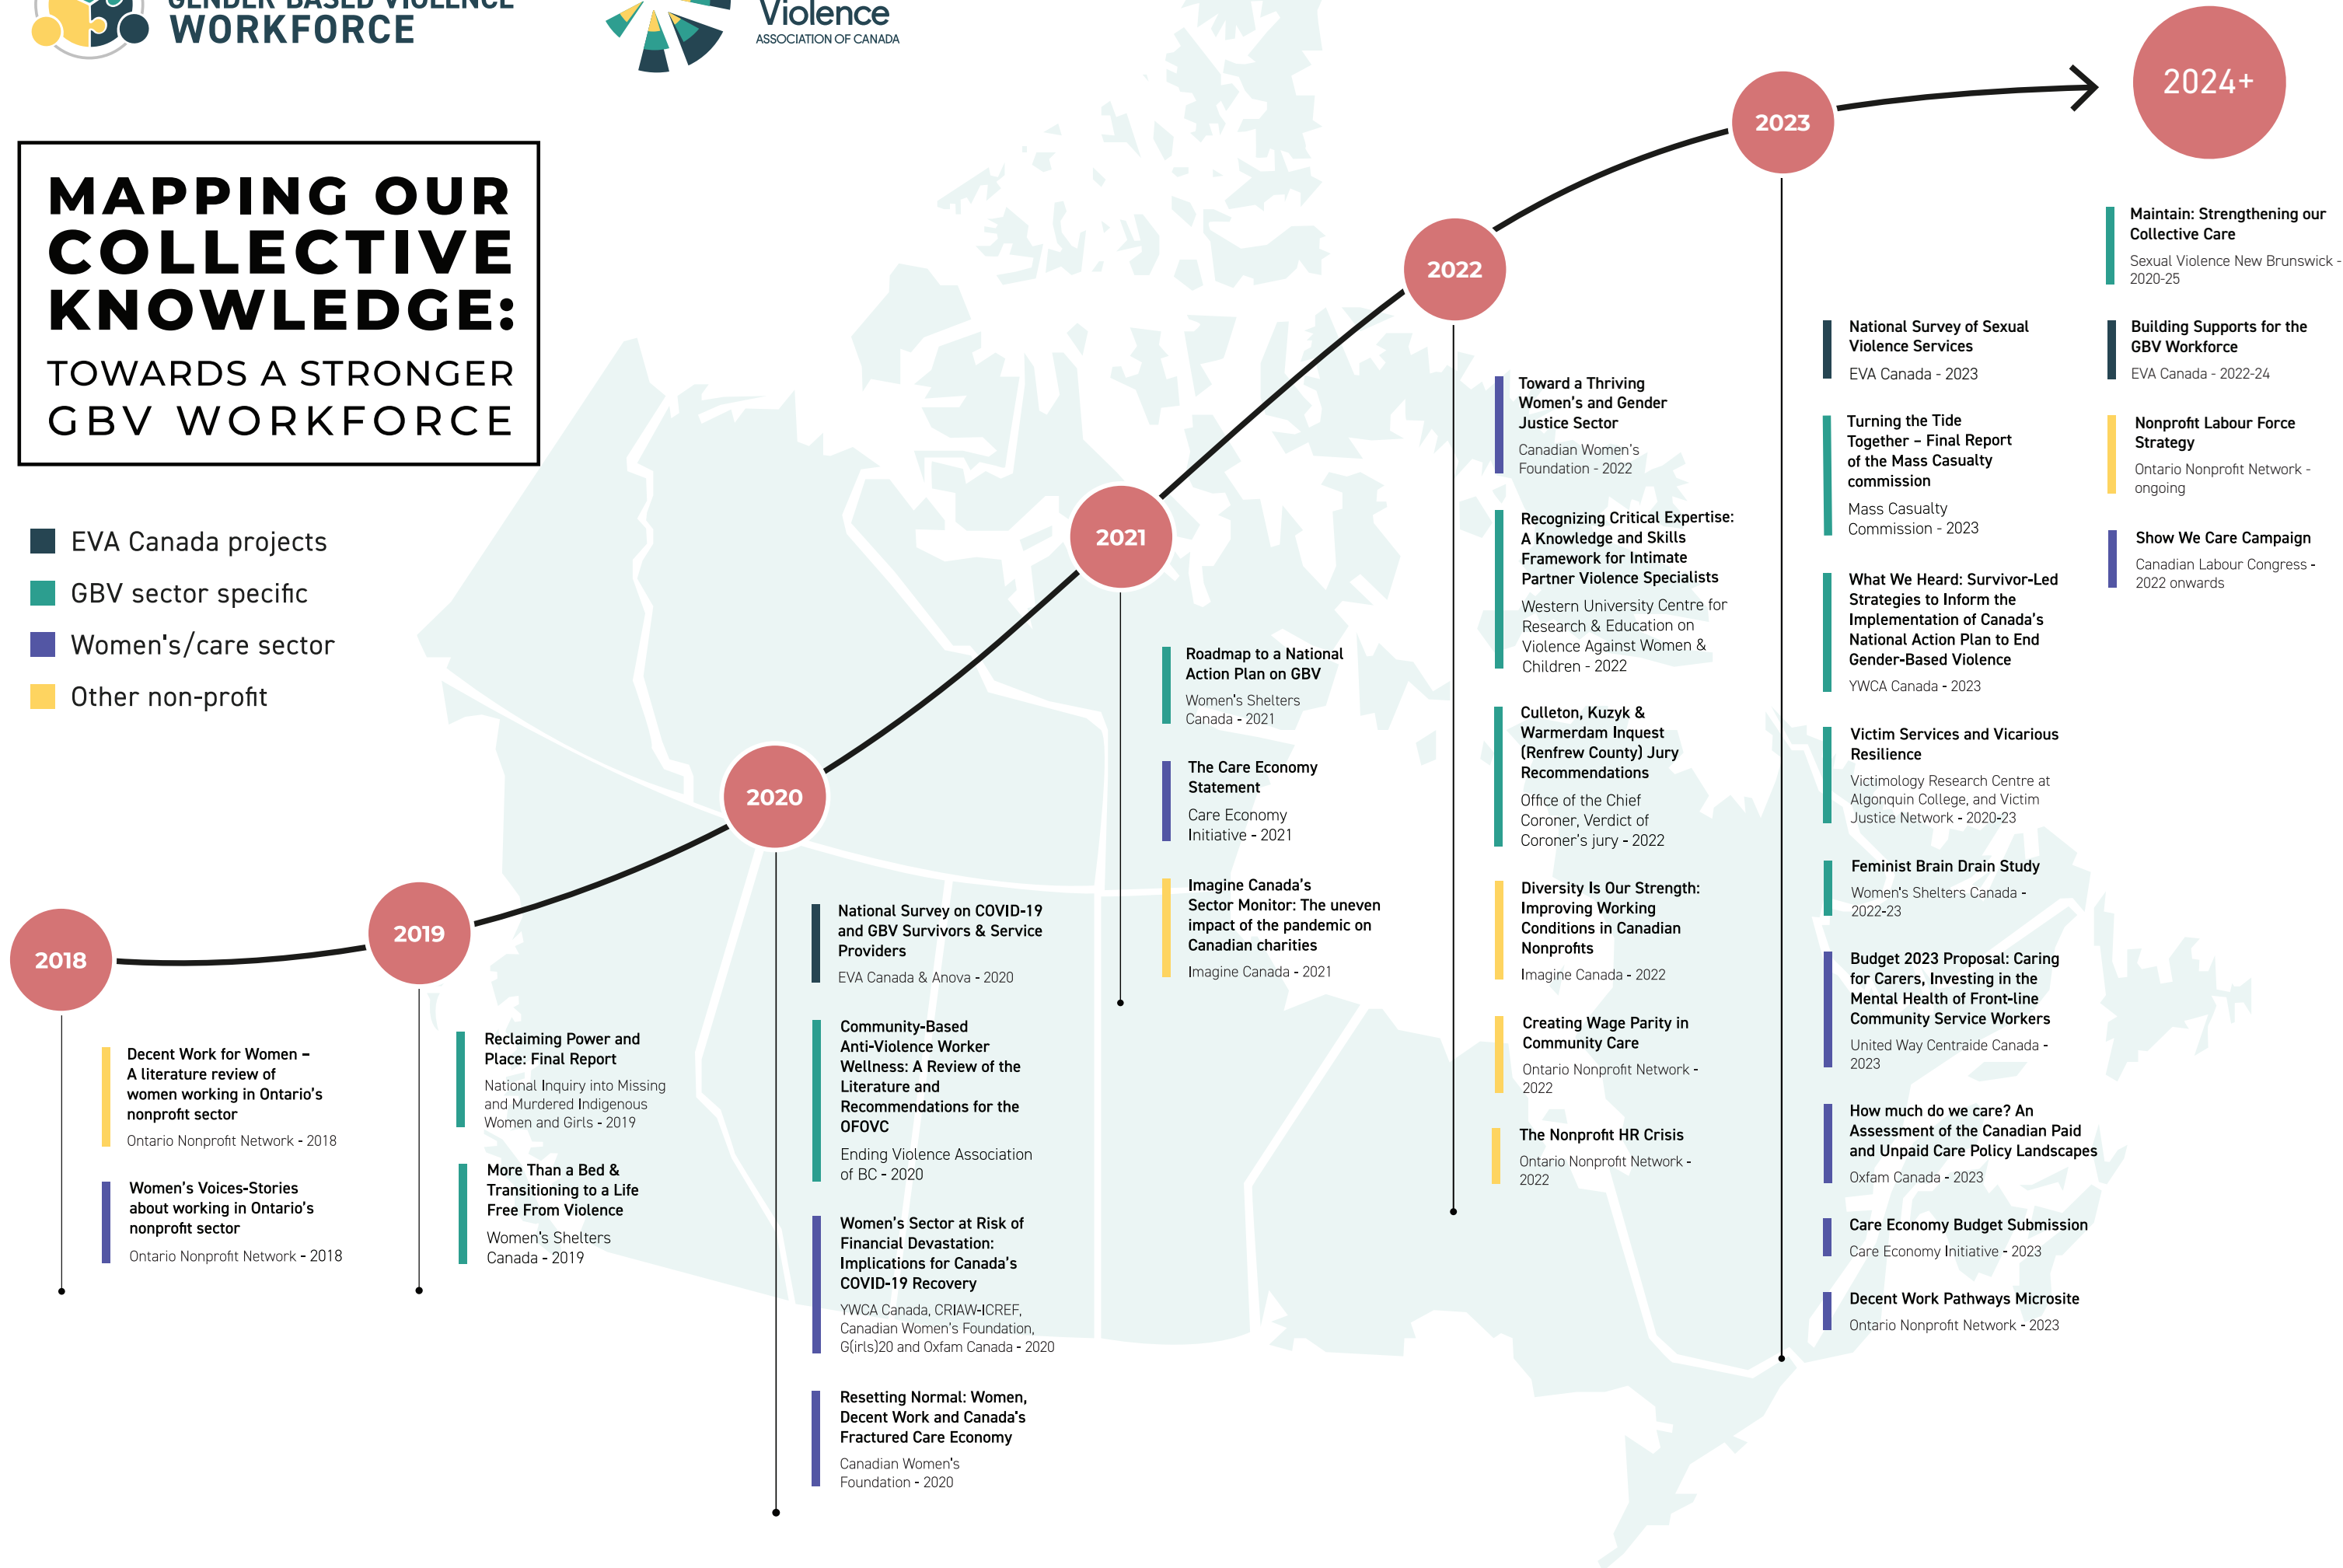 GENDER-BASED VIOLENCE
WORKFORCE
Violence
ASSOCIATION OF CANADA
MAPPING OUR
COLLECTIVE
KNOWLEDGE:
TOWARDS A STRONGER
GBV WORKFORCE
EVA Canada projects
GBV sector specific
Women's/care sector
Other non-profit
2018
Decent Work for Women –
A literature review of
women working in Ontario's
nonprofit sector
Ontario Nonprofit Network - 2018
Women's Voices-Stories
about working in Ontario's
nonprofit sector
Ontario Nonprofit Network - 2018
2019
Reclaiming Power and
Place: Final Report
National Inquiry into Missing
and Murdered Indigenous
Women and Girls - 2019
More Than a Bed &
Transitioning to a Life
Free From Violence
Women's Shelters
Canada - 2019
2020
National Survey on COVID-19
and GBV Survivors & Service
Providers
EVA Canada & Anova - 2020
Community-Based
Anti-Violence Worker
Wellness: A Review of the
Literature and
Recommendations for the
OFOVC
Ending Violence Association
of BC - 2020
Women's Sector at Risk of
Financial Devastation:
Implications for Canada's
COVID-19 Recovery
YWCA Canada, CRIAW-ICREF,
Canadian Women's Foundation,
G(irls)20 and Oxfam Canada - 2020
Resetting Normal: Women,
Decent Work and Canada's
Fractured Care Economy
Canadian Women's
Foundation - 2020
2021
Roadmap to a National
Action Plan on GBV
Women's Shelters
Canada - 2021
The Care Economy
Statement
Care Economy
Initiative - 2021
Imagine Canada's
Sector Monitor: The uneven
impact of the pandemic on
Canadian charities
Imagine Canada - 2021
2022
Toward a Thriving
Women's and Gender
Justice Sector
Canadian Women's
Foundation - 2022
Recognizing Critical Expertise:
A Knowledge and Skills
Framework for Intimate
Partner Violence Specialists
Western University Centre for
Research & Education on
Violence Against Women &
Children - 2022
Culleton, Kuzyk &
Warmerdam Inquest
(Renfrew County) Jury
Recommendations
Office of the Chief
Coroner, Verdict of
Coroner's jury - 2022
Diversity Is Our Strength:
Improving Working
Conditions in Canadian
Nonprofits
Imagine Canada - 2022
Creating Wage Parity in
Community Care
Ontario Nonprofit Network -
2022
The Nonprofit HR Crisis
Ontario Nonprofit Network -
2022
2023
National Survey of Sexual
Violence Services
EVA Canada - 2023
Turning the Tide
Together – Final Report
of the Mass Casualty
commission
Mass Casualty
Commission - 2023
What We Heard: Survivor-Led
Strategies to Inform the
Implementation of Canada's
National Action Plan to End
Gender-Based Violence
YWCA Canada - 2023
Victim Services and Vicarious
Resilience
Victimology Research Centre at
Algonquin College, and Victim
Justice Network - 2020-23
Feminist Brain Drain Study
Women's Shelters Canada -
2022-23
Budget 2023 Proposal: Caring
for Carers, Investing in the
Mental Health of Front-line
Community Service Workers
United Way Centraide Canada -
2023
How much do we care? An
Assessment of the Canadian Paid
and Unpaid Care Policy Landscapes
Oxfam Canada - 2023
Care Economy Budget Submission
Care Economy Initiative - 2023
Decent Work Pathways Microsite
Ontario Nonprofit Network - 2023
2024+
Maintain: Strengthening our
Collective Care
Sexual Violence New Brunswick -
2020-25
Building Supports for the
GBV Workforce
EVA Canada - 2022-24
Nonprofit Labour Force
Strategy
Ontario Nonprofit Network -
ongoing
Show We Care Campaign
Canadian Labour Congress -
2022 onwards